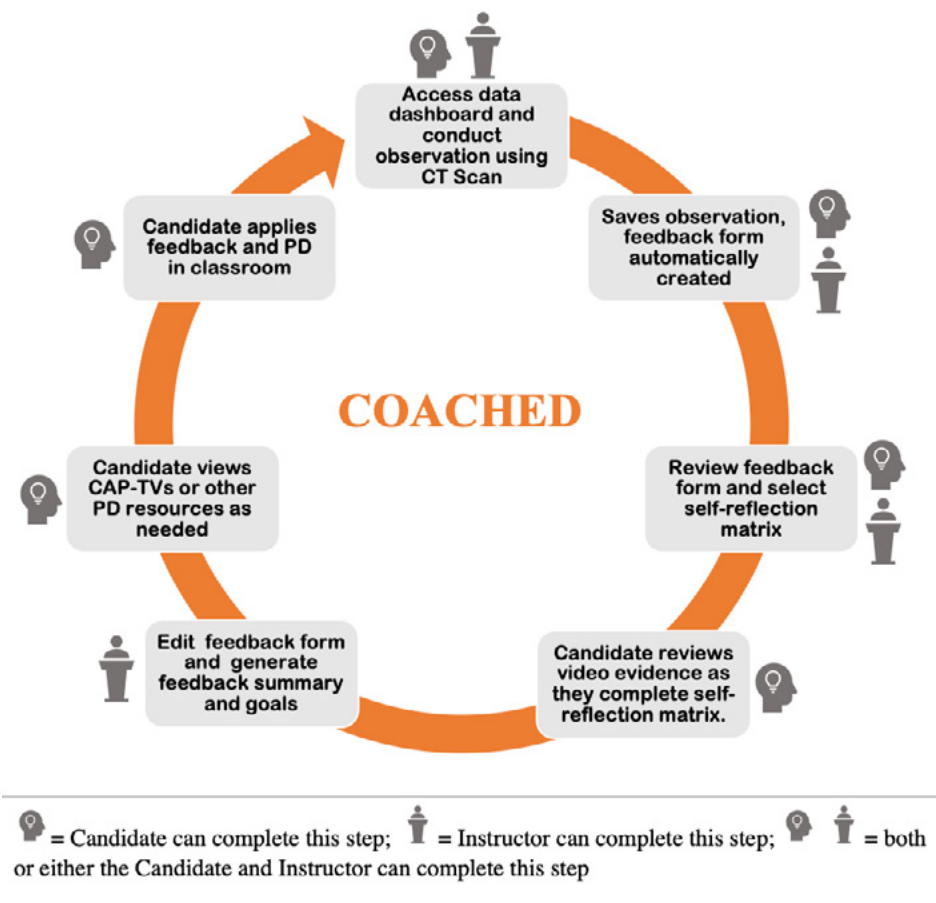 Access data
dashboard and
conduct
observation using
CT Scan
Saves observation,
feedback form
automatically
created
Review feedback
form and select
self-reflection
matrix
Candidate reviews
video evidence as
they complete self-
reflection matrix.
Edit feedback form
and generate
feedback summary
and goals
Candidate views
CAP-TVs or other
PD resources as
needed
Candidate applies
feedback and PD
in classroom
COACHED
= Candidate can complete this step; = Instructor can complete this step; = both
or either the Candidate and Instructor can complete this step